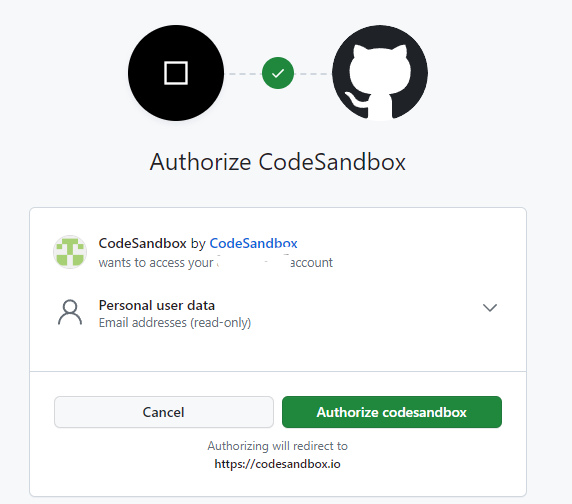 Authorize CodeSandbox
CodeSandbox by CodeSandbox
wants to access your account
Personal user data
Email addresses (read-only)
Cancel
Authorize codesandbox
Authorizing will redirect to
https://codesandbox.io